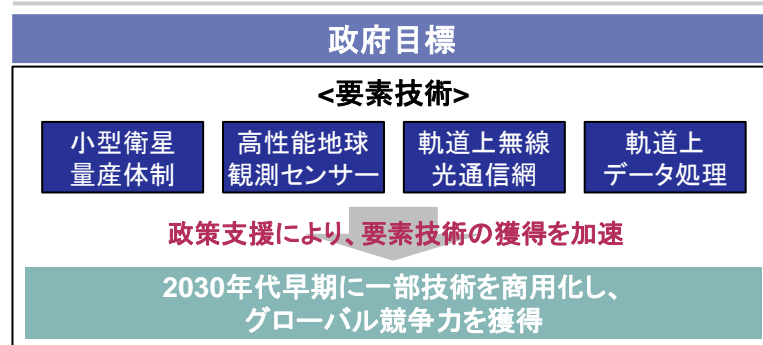 政府目標
<要素技術>
小型衛星
量産体制
高性能地球
観測センサー
軌道上無線
光通信網
軌道上
データ処理
政策支援により、要素技術の獲得を加速
2030年代早期に一部技術を商用化し、
グローバル競争力を獲得